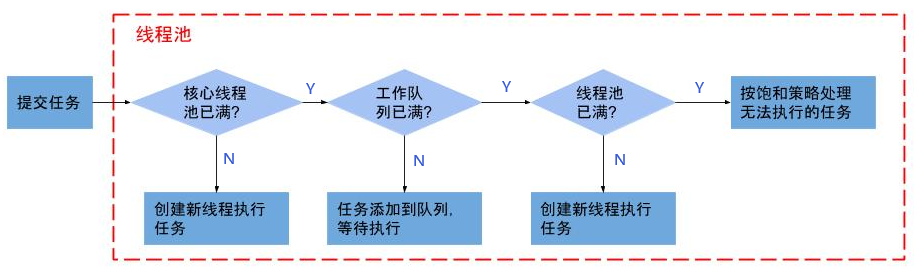 线程池
提交任务
核心线程
池已满?
Y
工作队
列已满?
Y
线程池
已满?
Y
按饱和策略处理
无法执行的任务
N
N
N
创建新线程执行
任务
任务添加到队列,
等待执行
创建新线程执行
任务